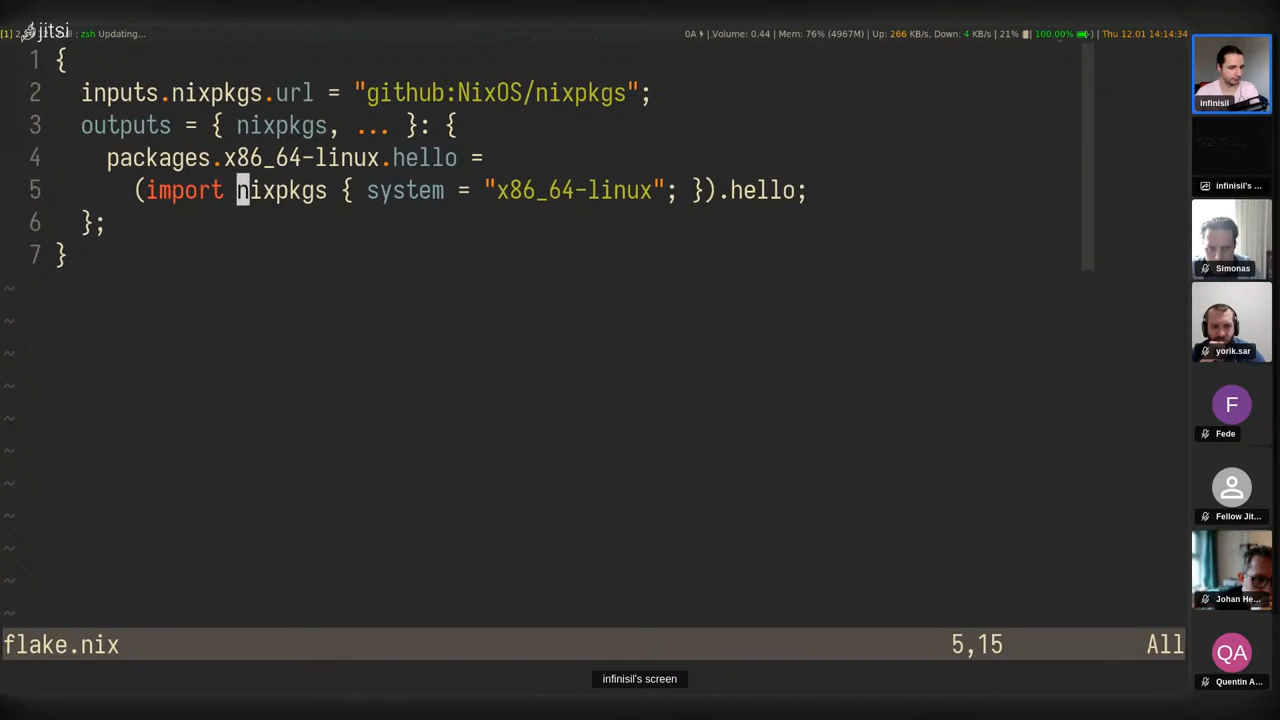 jitsi
zsh Updating...
0A Volume: 0.44 | Mem: 76% (4967M) | Up: 266 KB/s, Down: 4 KB/s | 21% | 100.00% | Thu 12.01 14:14:34
1 {
2 inputs.nixpkgs.url = "github:NixOS/nixpkgs";
3 outputs = { nixpkgs, ... }: {
4 packages.x86_64-linux.hello =
5 (import nixpkgs { system = "x86_64-linux"; }).hello;
6 };
7 }
~
~
~
~
~
~
~
~
~
~
~
flake.nix 5,15 All
infinisil's screen
infinisil
infinisil's ...
Simonas
yorik.sar
F
Fede
Fellow Jit...
Johan He...
QA
Quentin A...